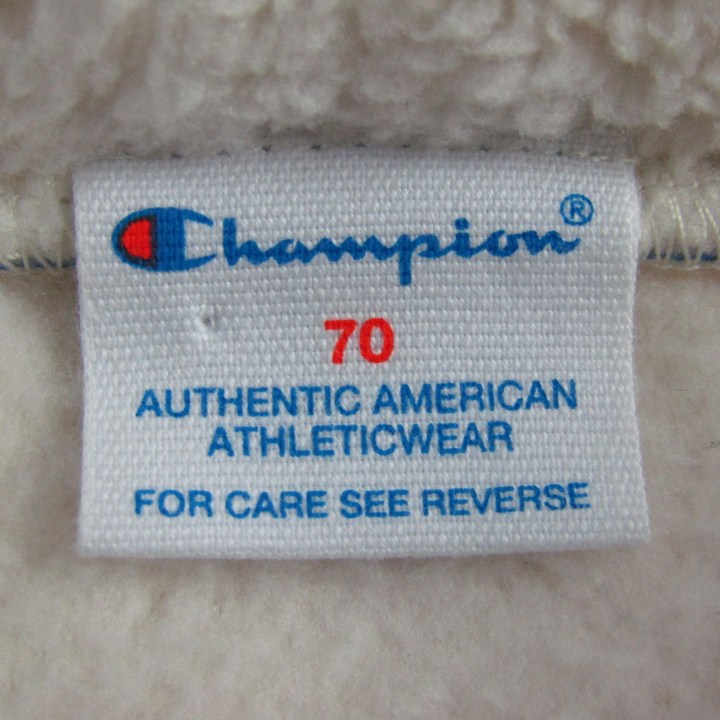 Champion®
70
AUTHENTIC AMERICAN
ATHLETICWEAR
FOR CARE SEE REVERSE